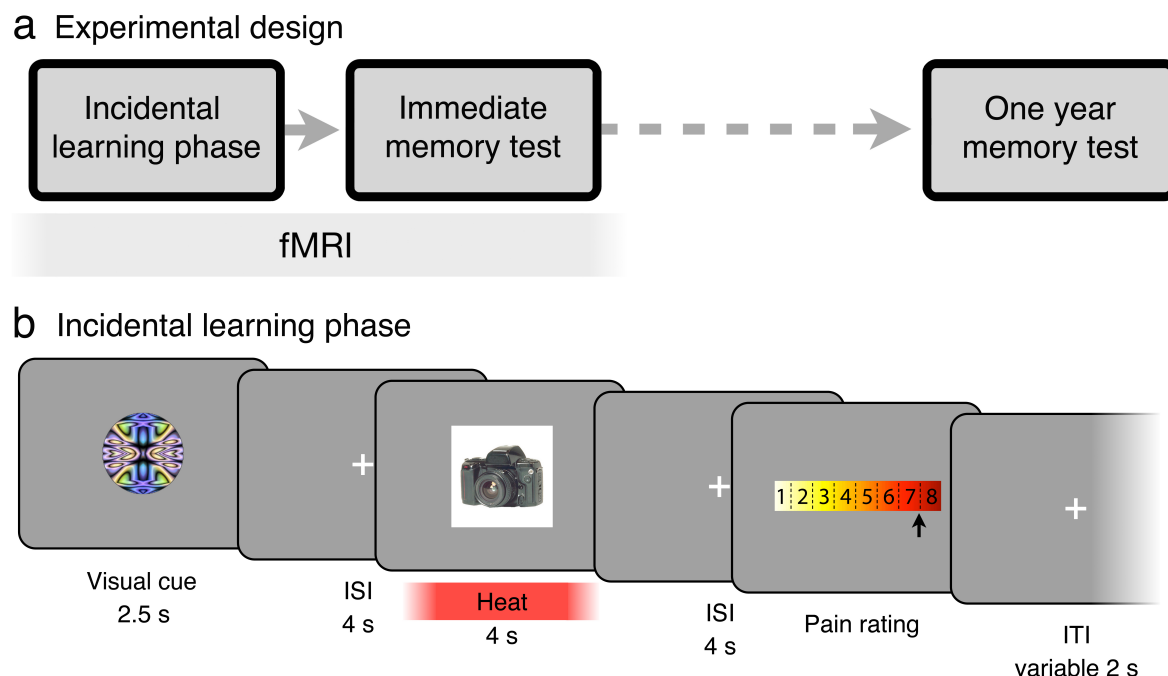 a Experimental design
Incidental
learning phase
Immediate
memory test
One year
memory test
fMRI
b Incidental learning phase
1 2 3 4 5 6 7 8
Visual cue
2.5 s
ISI
4 s
Heat
4 s
ISI
4 s
Pain rating
ITI
variable 2 s